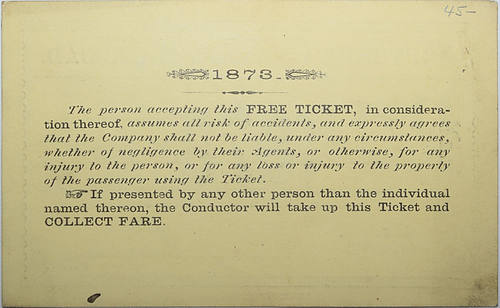 45-
1873.
The person accepting this FREE TICKET, in considera-
tion thereof, assumes all risk of accidents, and expressly agrees
that the Company shall not be liable, under any circumstances,
whether of negligence by their Agents, or otherwise, for any
injury to the person, or for any loss or injury to the property
of the passenger using the Ticket.
☞ If presented by any other person than the individual
named thereon, the Conductor will take up this Ticket and
COLLECT FARE.